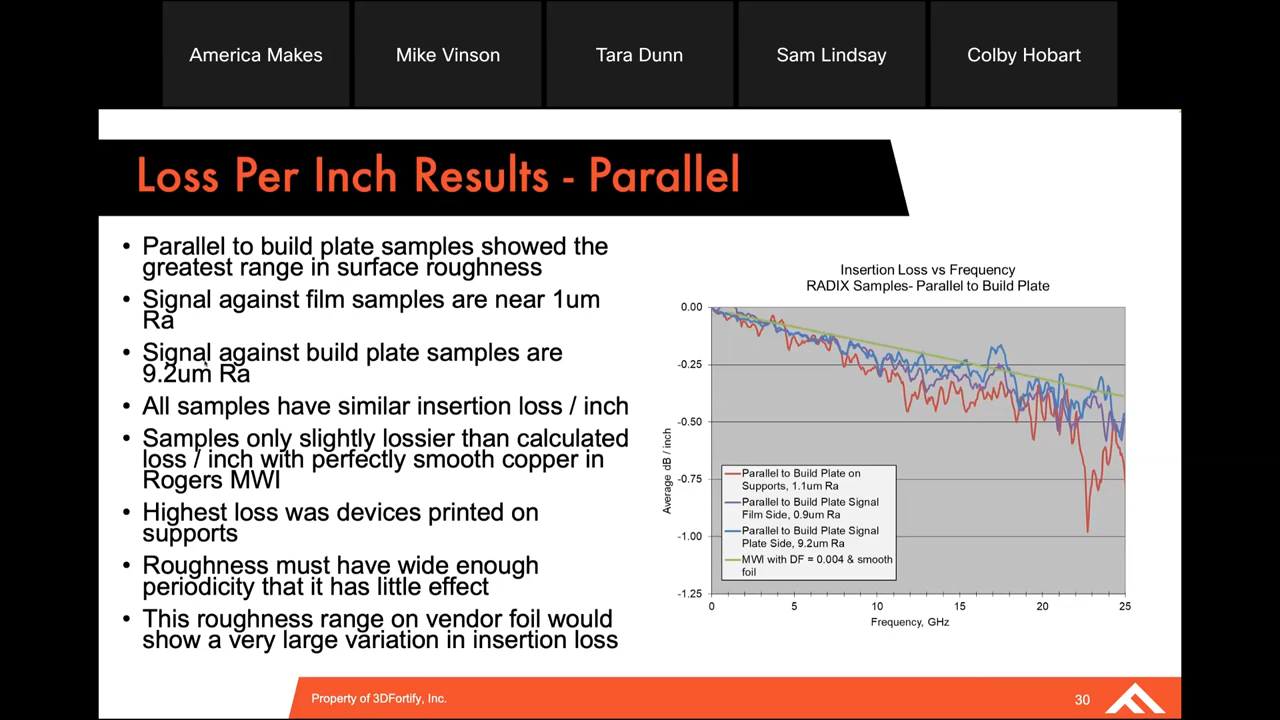 America Makes
Mike Vinson
Tara Dunn
Sam Lindsay
Colby Hobart
Loss Per Inch Results - Parallel
• Parallel to build plate samples showed the
greatest range in surface roughness
• Signal against film samples are near 1um
Ra
• Signal against build plate samples are
9.2um Ra
• All samples have similar insertion loss / inch
• Samples only slightly lossier than calculated
loss / inch with perfectly smooth copper in
Rogers MWI
• Highest loss was devices printed on
supports
• Roughness must have wide enough
periodicity that it has little effect
• This roughness range on vendor foil would
show a very large variation in insertion loss
Insertion Loss vs Frequency
RADIX Samples- Parallel to Build Plate
0.00
-0.25
-0.50
-0.75
-1.00
-1.25
Average dB / inch
Parallel to Build Plate on
Supports, 1.1um Ra
Parallel to Build Plate Signal
Film Side, 0.9um Ra
Parallel to Build Plate Signal
Plate Side, 9.2um Ra
MWI with DF = 0.004 & smooth
foil
0 5 10 15 20 25
Frequency, GHz
Property of 3DFortify, Inc.
30